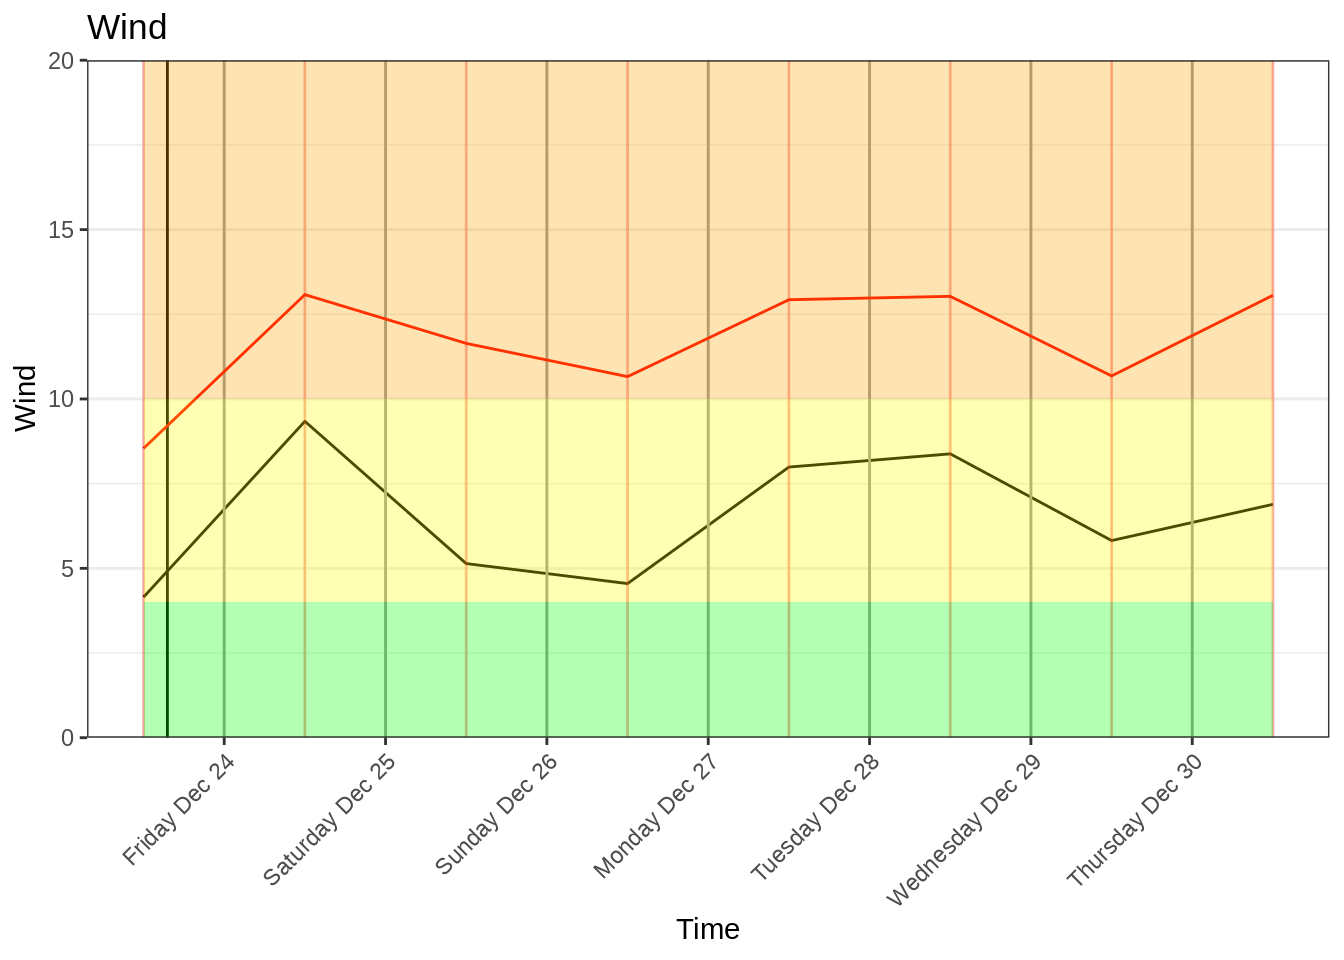 Wind
20
15
10
5
0
Wind
Friday Dec 24
Saturday Dec 25
Sunday Dec 26
Monday Dec 27
Tuesday Dec 28
Wednesday Dec 29
Thursday Dec 30
Time